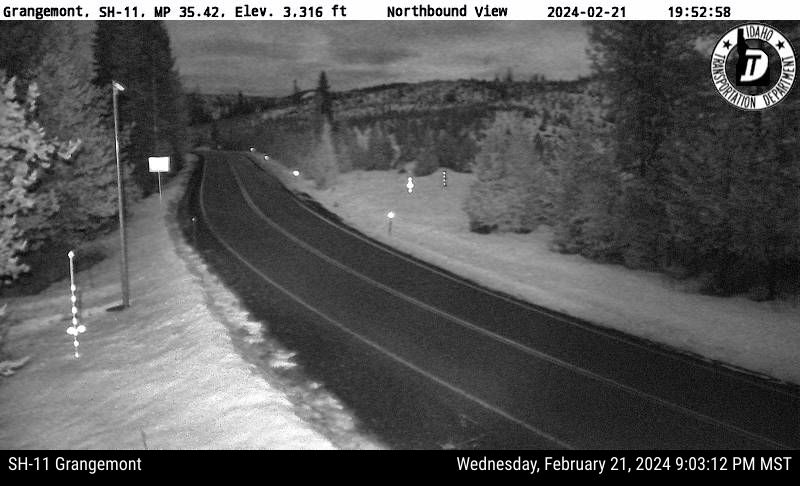 Grangemont, SH-11, MP 35.42, Elev. 3,316 ft Northbound View 2024-02-21 19:52:58
IDAHO
TRANSPORTATION DEPARTMENT
SH-11 Grangemont Wednesday, February 21, 2024 9:03:12 PM MST